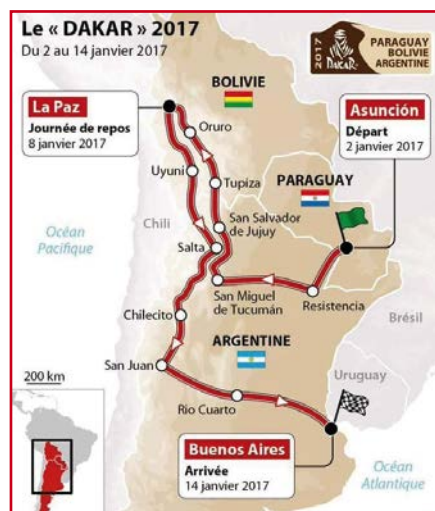 Le « DAKAR » 2017
Du 2 au 14 janvier 2017
2017
DAKAR
PARAGUAY
BOLIVIE
ARGENTINE
BOLIVIE
La Paz
Journée de repos
8 janvier 2017
Asunción
Départ
2 janvier 2017
Oruro
Uyuni
Tupiza
PARAGUAY
Chili
San Salvador
de Jujuy
Océan
Pacifique
Salta
San Miguel
de Tucumán
Resistencia
Chilecito
Brésil
ARGENTINE
San Juan
Uruguay
200 km
Rio Cuarto
Buenos Aires
Arrivée
14 janvier 2017
Océan
Atlantique